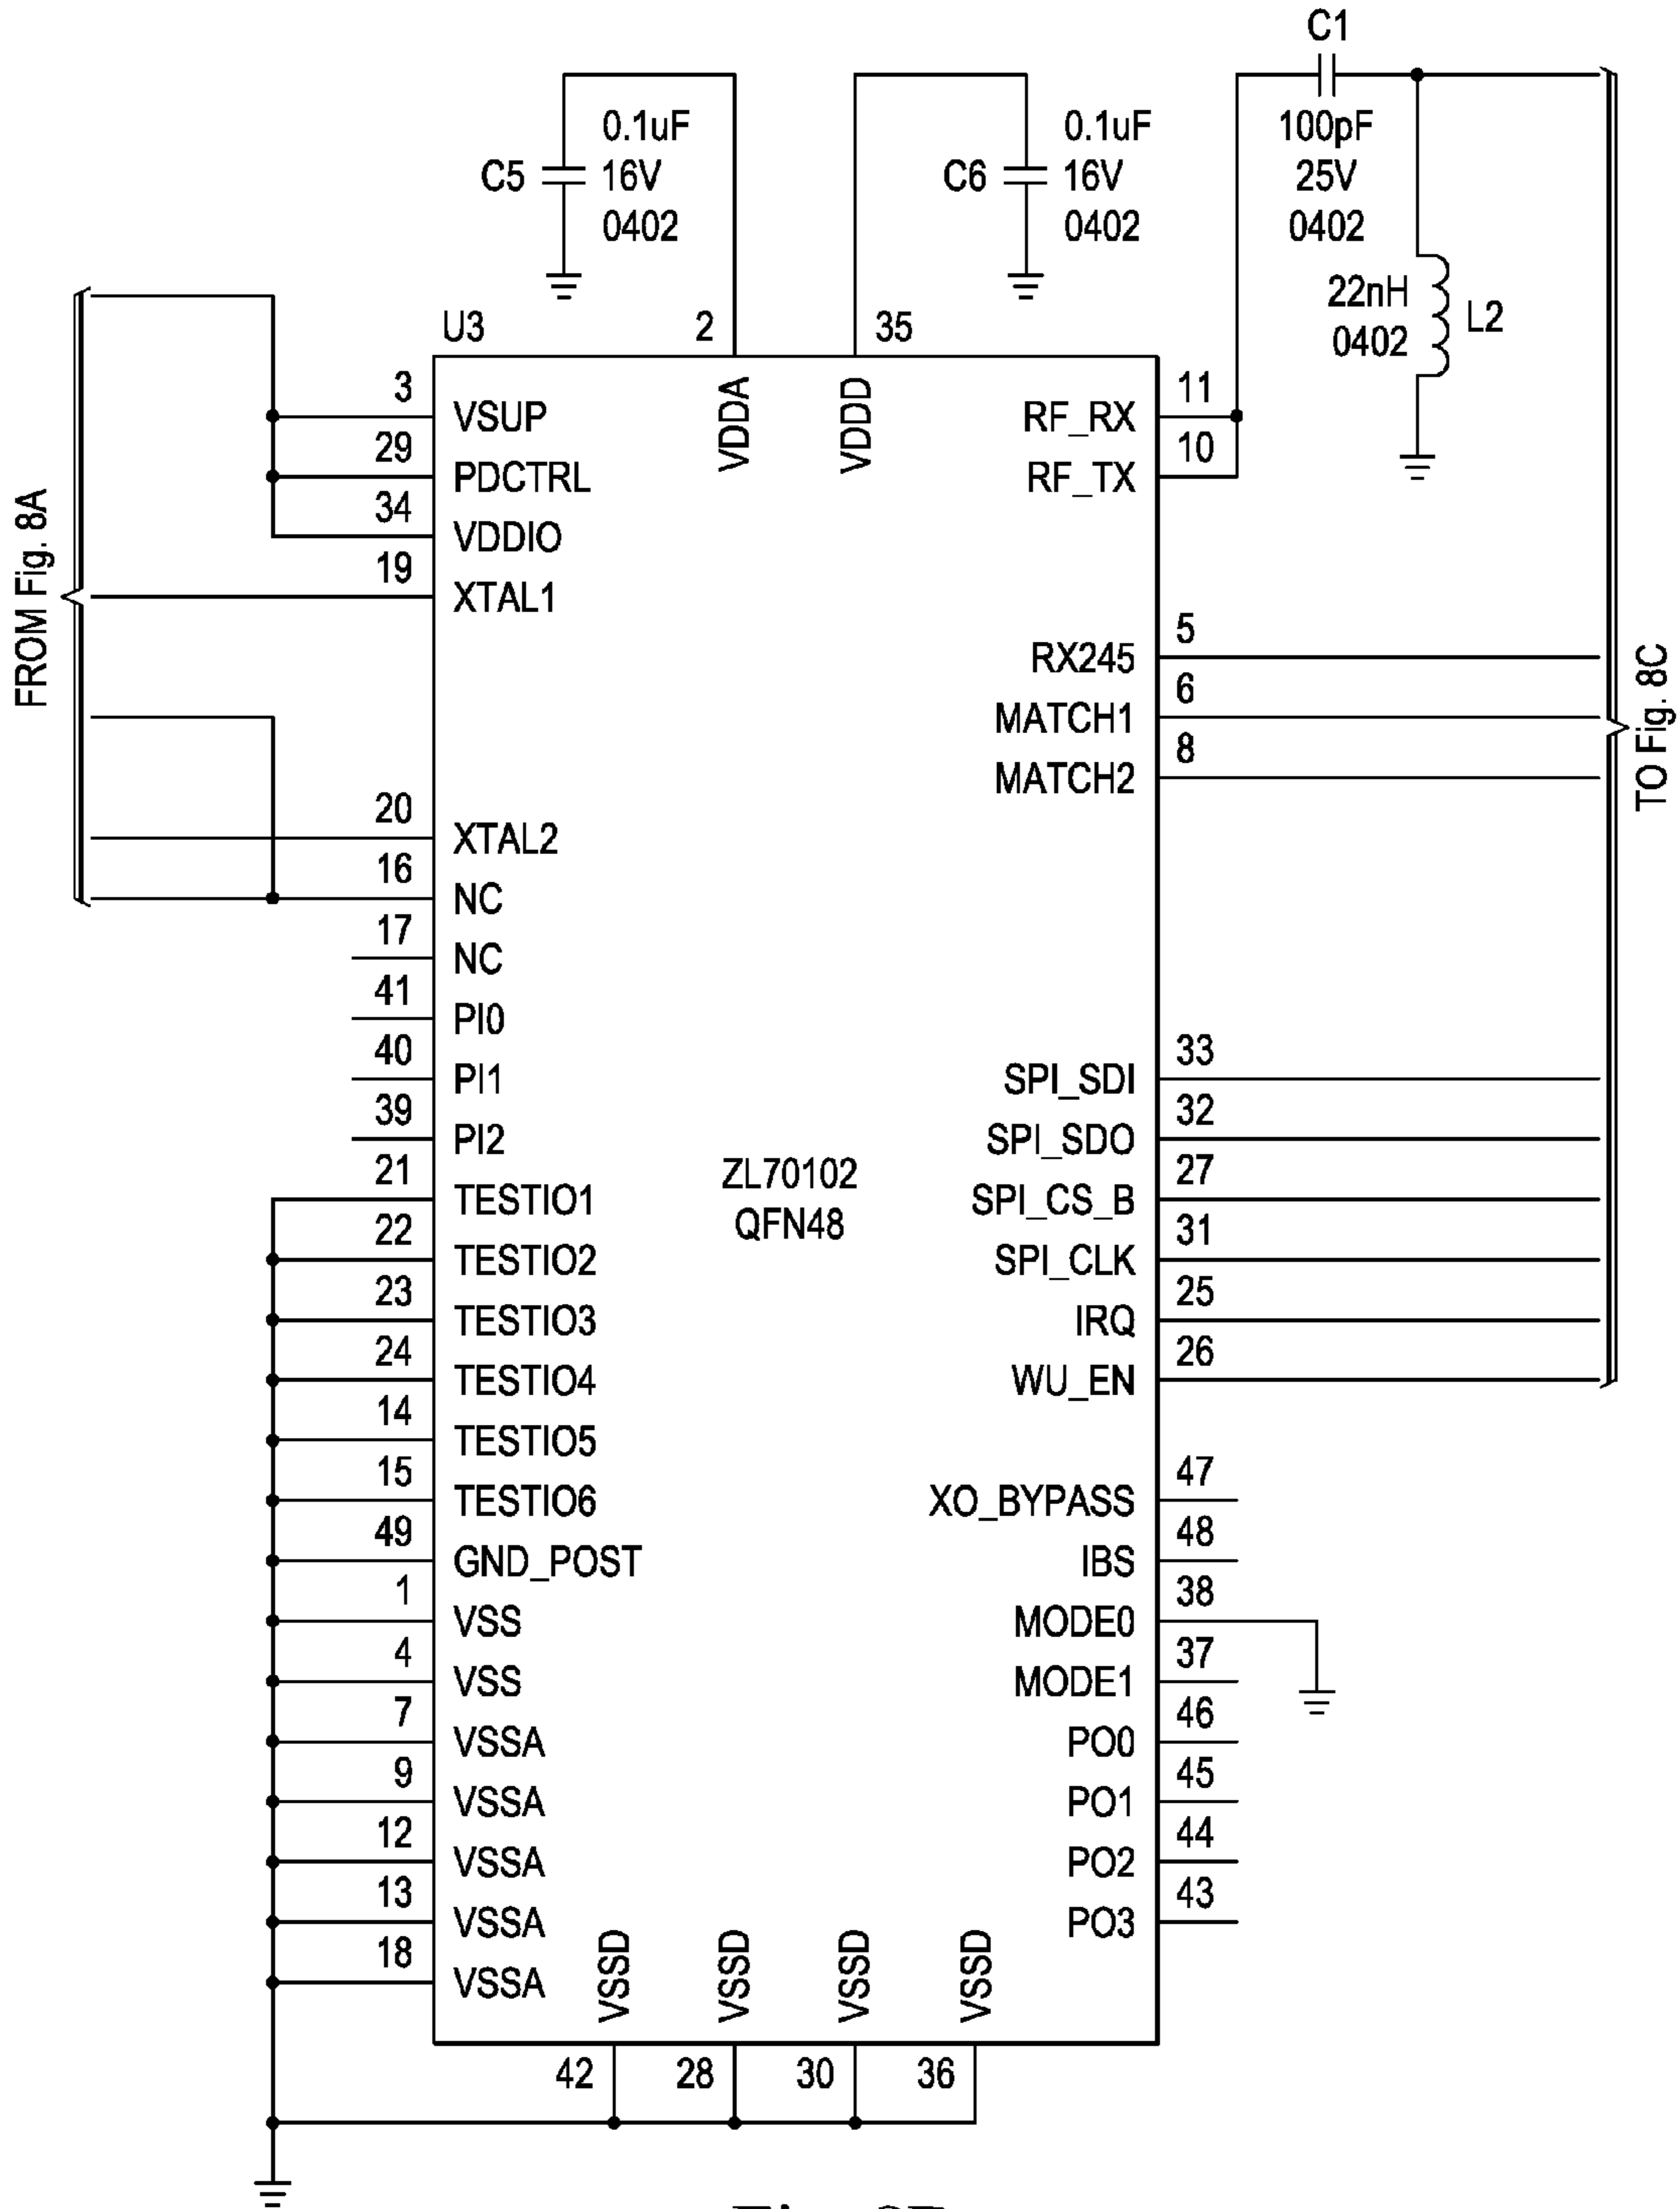 C1
0.1uF
0.1uF
100pF
C5
16V
C6
16V
25V
0402
0402
0402
22nH
L2
0402
U3
2
35
3
VSUP
29
PDCTRL
34
VDDIO
19
XTAL1
VDDA
VDDD
11
RF_RX
10
RF_TX
FROM Fig. 8A
5
RX245
6
MATCH1
8
MATCH2
TO Fig. 8C
20
XTAL2
16
NC
17
NC
41
PI0
40
PI1
39
PI2
21
TESTIO1
22
TESTIO2
23
TESTIO3
24
TESTIO4
14
TESTIO5
15
TESTIO6
49
GND_POST
1
VSS
4
VSS
7
VSSA
9
VSSA
12
VSSA
13
VSSA
18
VSSA
ZL70102
QFN48
33
SPI_SDI
32
SPI_SDO
27
SPI_CS_B
31
SPI_CLK
25
IRQ
26
WU_EN
47
XO_BYPASS
48
IBS
38
MODE0
37
MODE1
46
PO0
45
PO1
44
PO2
43
PO3
VSSD
VSSD
VSSD
VSSD
42
28
30
36